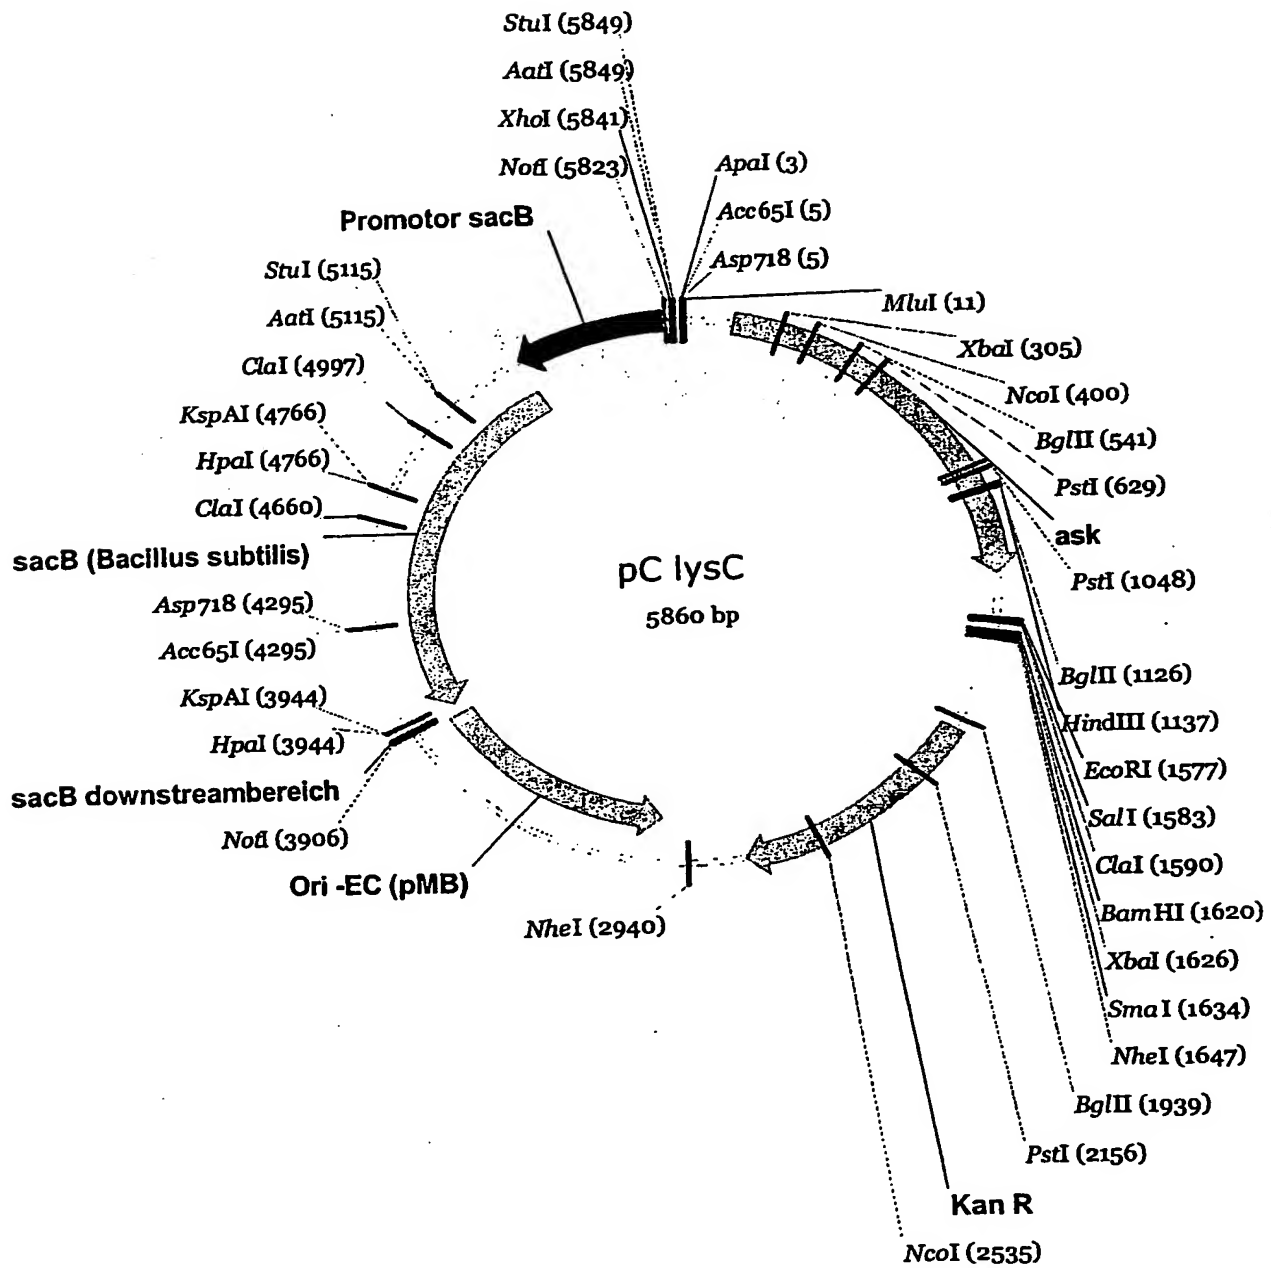 StuI (5849)
AatI (5849)
XhoI (5841)
NotI (5823)
ApaI (3)
Acc65I (5)
Asp718 (5)
Promotor sacB
StuI (5115)
AatI (5115)
ClaI (4997)
KspAI (4766)
HpaI (4766)
ClaI (4660)
sacB (Bacillus subtilis)
Asp718 (4295)
Acc65I (4295)
KspAI (3944)
HpaI (3944)
sacB downstreambereich
NotI (3906)
Ori -EC (pMB)
NheI (2940)
pC lysC
5860 bp
MluI (11)
XbaI (305)
NcoI (400)
BglII (541)
PstI (629)
ask
PstI (1048)
BglII (1126)
HindIII (1137)
EcoRI (1577)
SalI (1583)
ClaI (1590)
BamHI (1620)
XbaI (1626)
SmaI (1634)
NheI (1647)
BglII (1939)
PstI (2156)
Kan R
NcoI (2535)